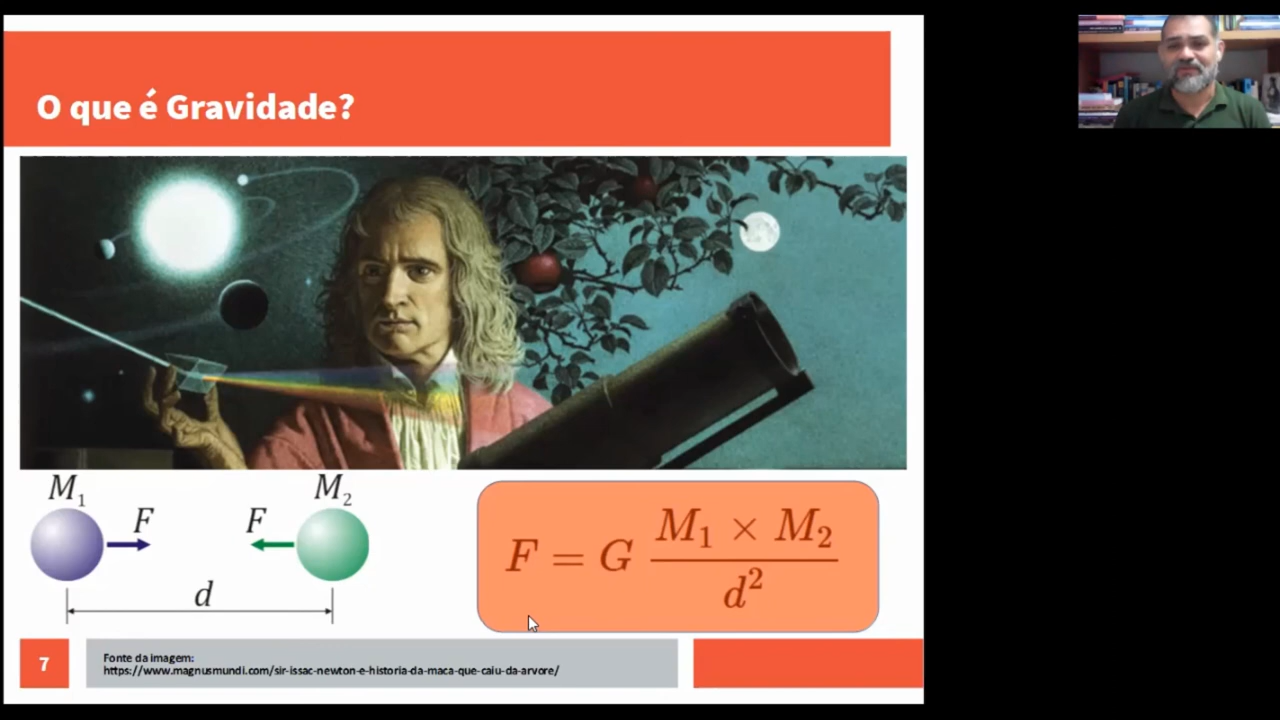 O que é Gravidade?
M₁
M₂
F
F
d
F = G (M₁ × M₂) / d²
7
Fonte da imagem:
https://www.magnusmundi.com/sir-issac-newton-e-historia-da-maca-que-caiu-da-arvore/